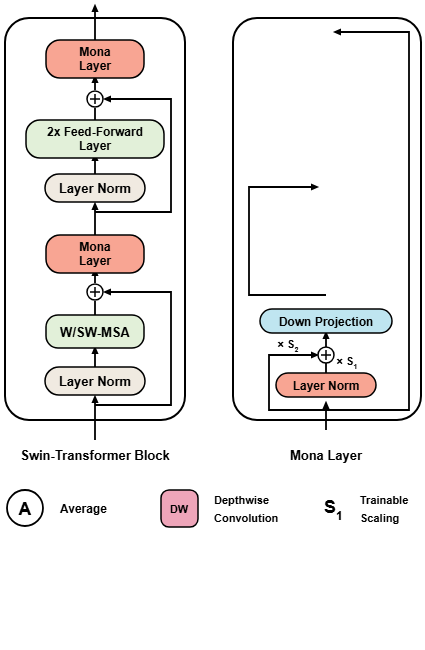 Mona
Layer
2x Feed-Forward
Layer
Layer Norm
Mona
Layer
W/SW-MSA
Layer Norm
Swin-Transformer Block
Down Projection
× S2
× S1
Layer Norm
Mona Layer
A
Average
DW
Depthwise
Convolution
S1
Trainable
Scaling